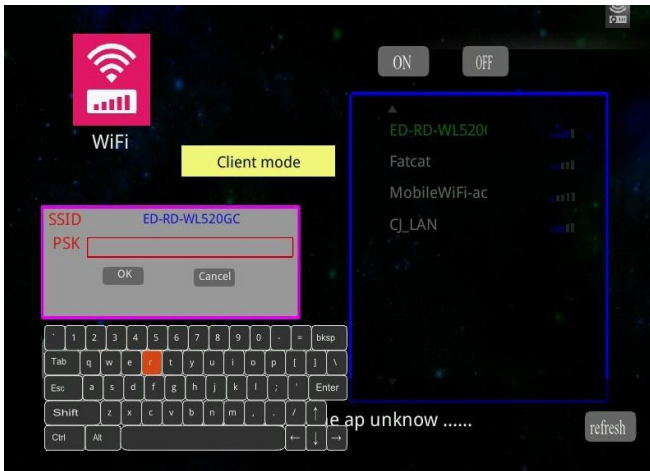 ON OFF
WiFi
Client mode
ED-RD-WL520(
Fatcat
MobileWiFi-ac
CJ_LAN
SSID ED-RD-WL520GC
PSK
OK Cancel
` 1 2 3 4 5 6 7 8 9 0 - = bksp
Tab q w e r t y u i o p [ ] \
Esc a s d f g h j k l ; ' Enter
Shift z x c v b n m , . / ↑
Ctrl Alt ← ↓ →
e ap unknow ......
refresh